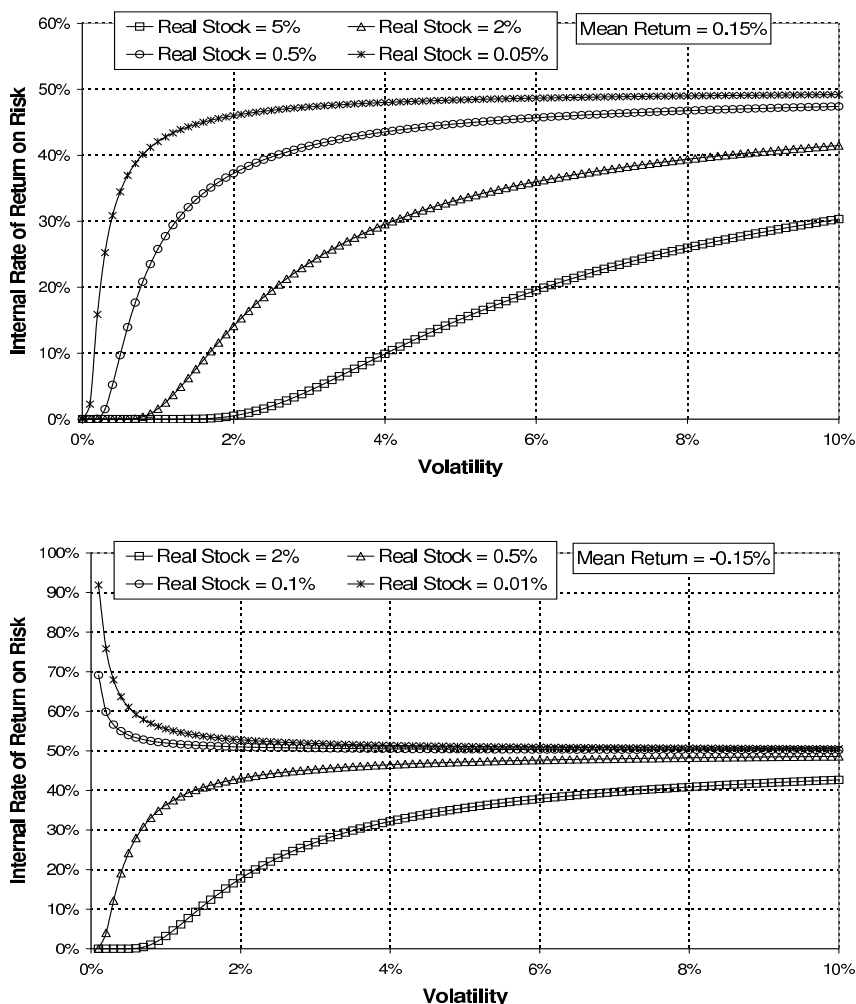 60%
50%
40%
30%
20%
10%
0%
Internal Rate of Return on Risk
Real Stock = 5%
Real Stock = 2%
Real Stock = 0.5%
Real Stock = 0.05%
Mean Return = 0.15%
0%
2%
4%
6%
8%
10%
Volatility
100%
90%
80%
70%
60%
50%
40%
30%
20%
10%
0%
Internal Rate of Return on Risk
Real Stock = 2%
Real Stock = 0.5%
Real Stock = 0.1%
Real Stock = 0.01%
Mean Return = -0.15%
0%
2%
4%
6%
8%
10%
Volatility